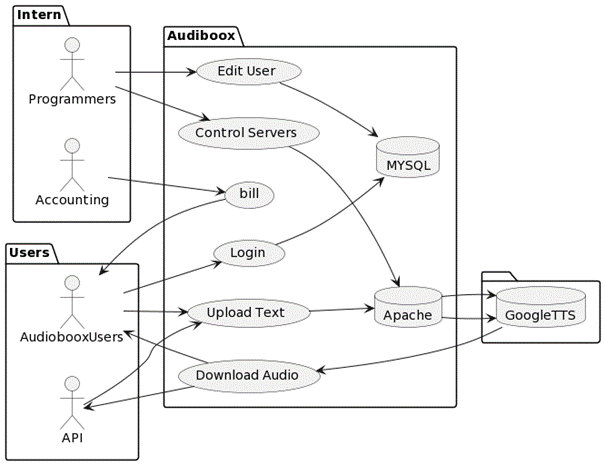 Intern
Audiboox
Edit User
Programmers
Control Servers
MYSQL
Accounting
bill
Users
Login
AudiobooxUsers
Upload Text
Apache
GoogleTTS
Download Audio
API